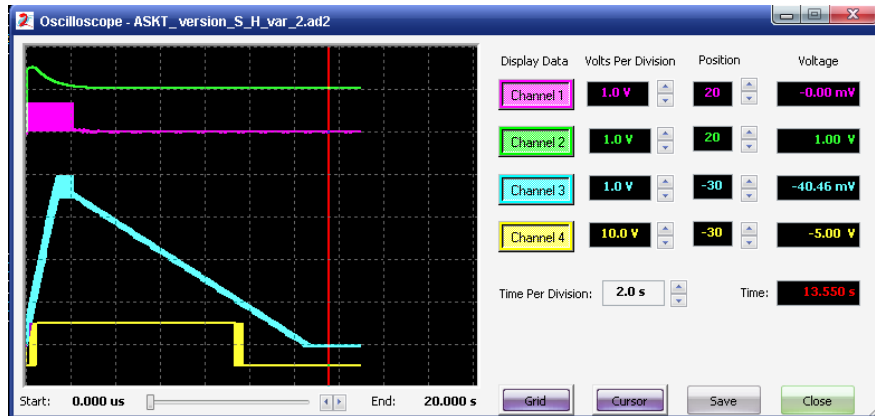 Oscilloscope - ASKT_version_S_H_var_2.ad2
Display Data Volts Per Division Position Voltage
Channel 1 1.0 V 20 -0.00 mV
Channel 2 1.0 V 20 1.00 V
Channel 3 1.0 V -30 -40.46 mV
Channel 4 10.0 V -30 -5.00 V
Time Per Division: 2.0 s Time: 13.550 s
Start: 0.000 us End: 20.000 s
Grid Cursor Save Close